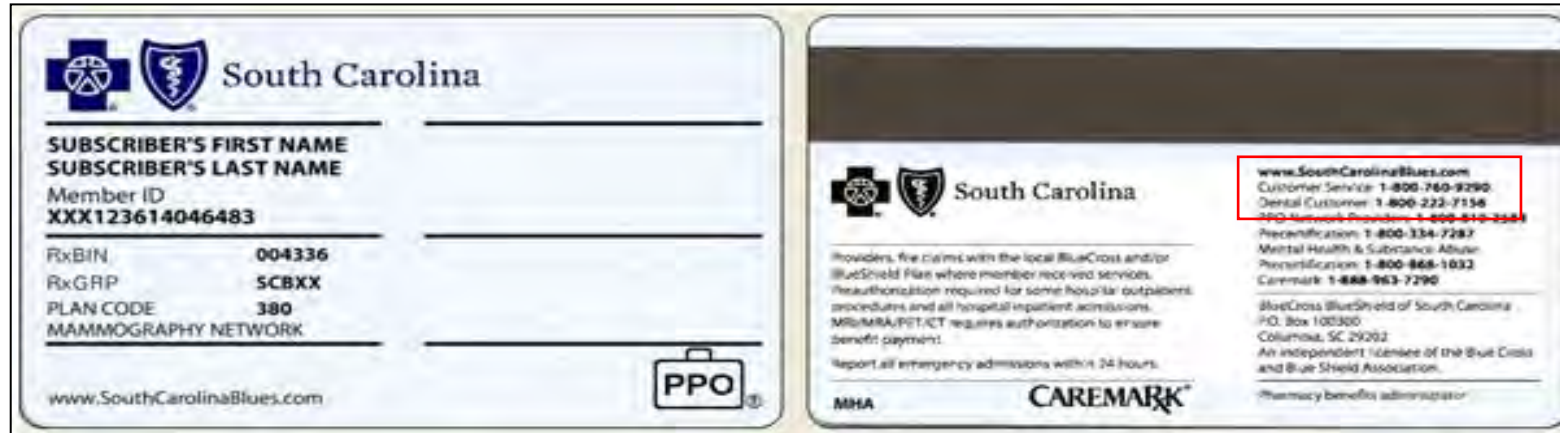 South Carolina
SUBSCRIBER'S FIRST NAME
SUBSCRIBER'S LAST NAME
Member ID
XXX123614046483
RxBIN 004336
RxGRP SCBXX
PLAN CODE 380
MAMMOGRAPHY NETWORK
www.SouthCarolinaBlues.com
PPO®
South Carolina
Providers, file claims with the local BlueCross and/or
BlueShield Plan where member received services.
Preauthorization required for some hospital outpatient
procedures and all hospital inpatient admissions.
MRI/MRA/PET/CT requires authorization to ensure
benefit payment.
Report all emergency admissions within 24 hours.
MHA CAREMARK
www.SouthCarolinaBlues.com
Customer Service: 1-800-760-9290
Dental Customer: 1-800-222-7156
PPO Network Providers: 1-800-810-
Precertification: 1-800-334-7287
Mental Health & Substance Abuse
Precertification: 1-800-868-1032
Caremark: 1-888-963-7290
BlueCross BlueShield of South Carolina
P.O. Box 100300
Columbia, SC 29202
An independent licensee of the Blue Cross
and Blue Shield Association.
Pharmacy benefits administrator